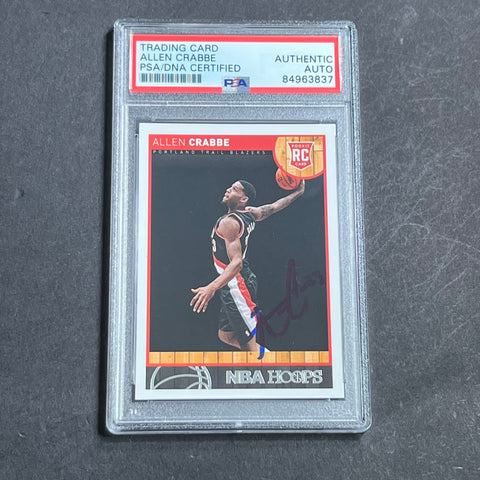 TRADING CARD
ALLEN CRABBE
PSA/DNA CERTIFIED
PSA
AUTHENTIC
AUTO
84963837
ALLEN CRABBE
PORTLAND TRAIL BLAZERS
ROOKIE
RC
CARD
NBA HOOPS